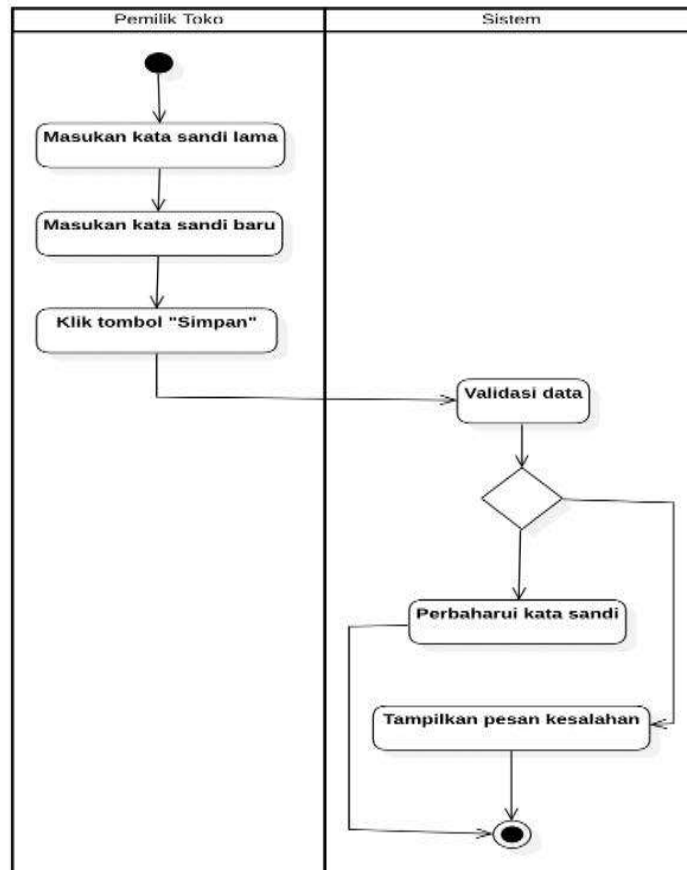 Pemilik Toko
Sistem
Masukan kata sandi lama
Masukan kata sandi baru
Klik tombol "Simpan"
Validasi data
Perbaharui kata sandi
Tampilkan pesan kesalahan